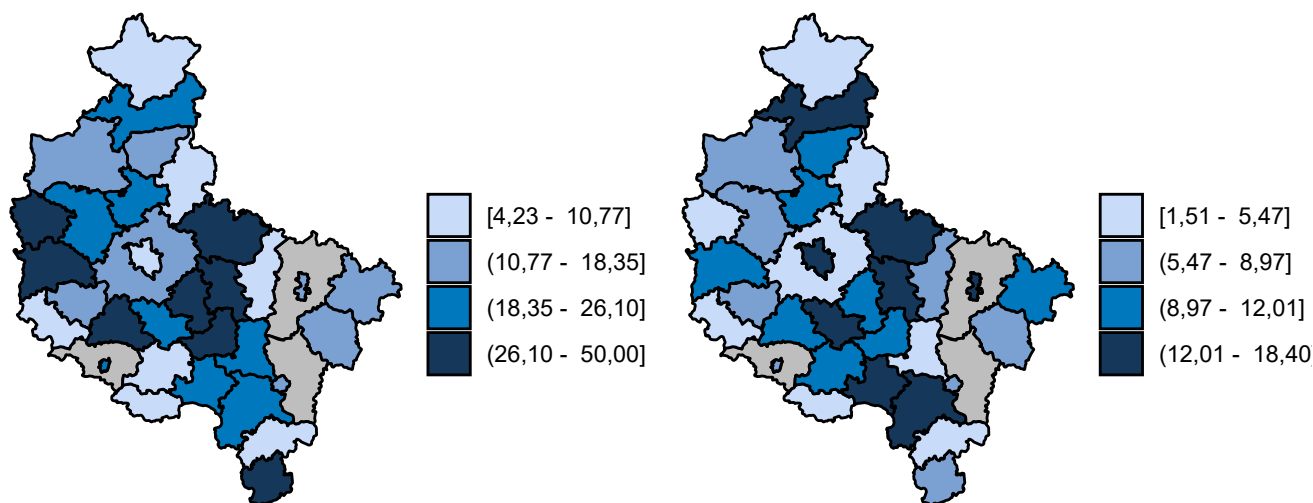 [4,23 - 10,77]
(10,77 - 18,35]
(18,35 - 26,10]
(26,10 - 50,00]
[1,51 - 5,47]
(5,47 - 8,97]
(8,97 - 12,01]
(12,01 - 18,40]